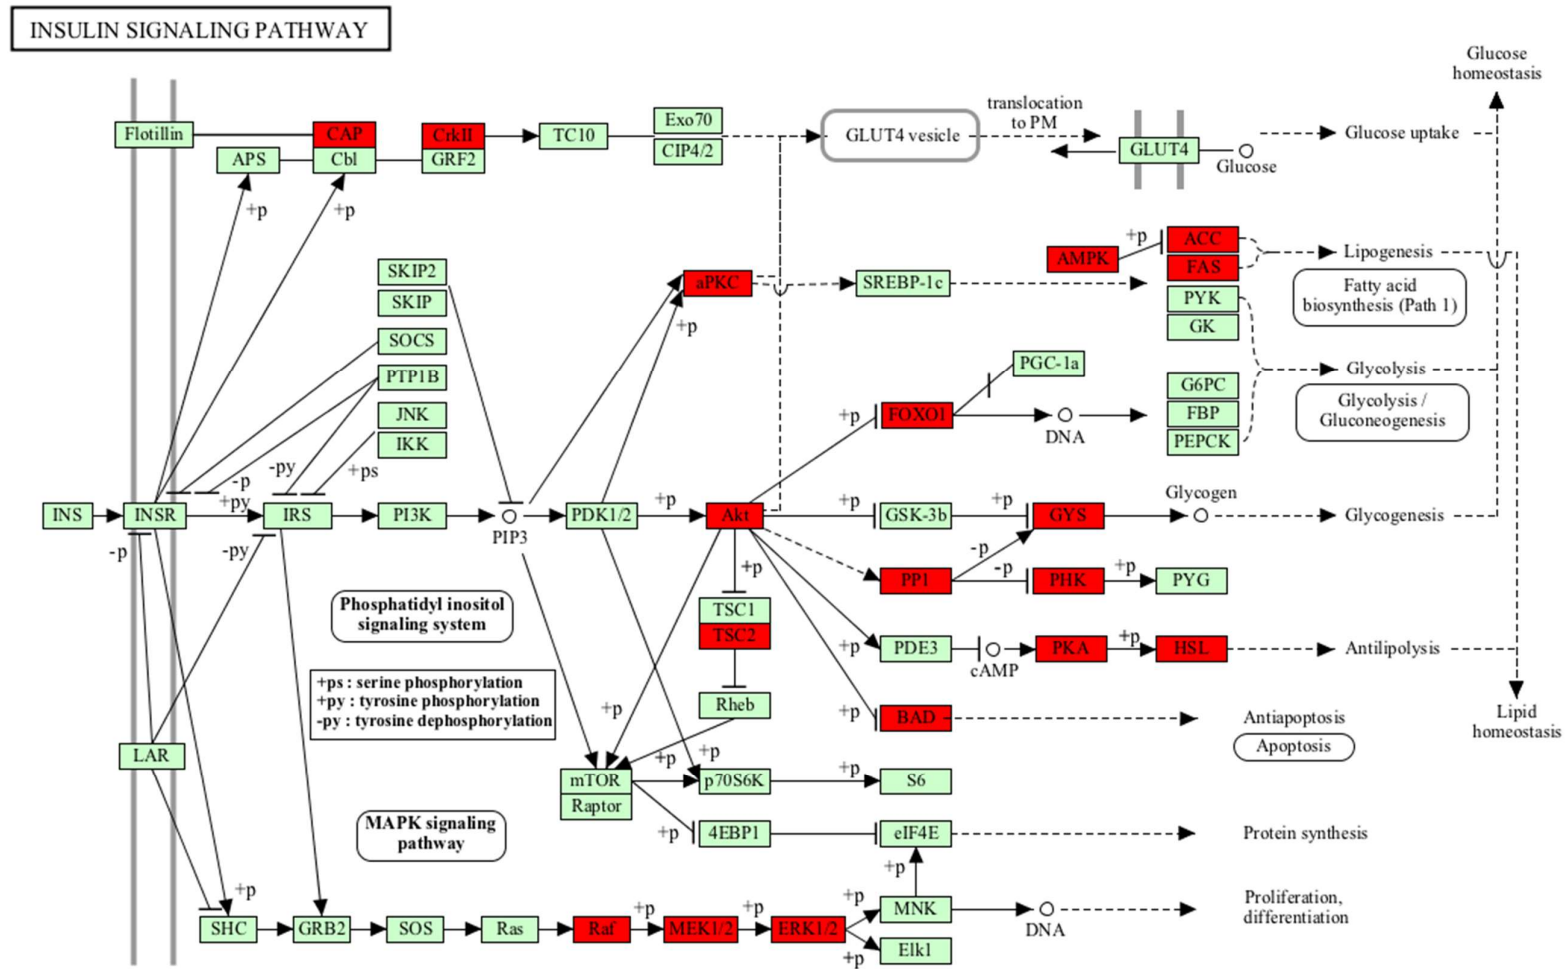 INSULIN SIGNALING PATHWAY
Glucose
homeostasis
Flotillin
CAP
CrkII
TC10
Exo70
CIP4/2
GLUT4 vesicle
translocation
to PM
GLUT4
Glucose
Glucose uptake
APS
Cbl
GRF2
+p
+p
SKIP2
SKIP
SOCS
PTP1B
JNK
IKK
aPKC
+p
SREBP-1c
AMPK
+p
ACC
FAS
PYK
GK
Lipogenesis
Fatty acid
biosynthesis (Path 1)
PGC-1a
FOXO1
+p
DNA
G6PC
FBP
PEPCK
Glycolysis
Glycolysis /
Gluconeogenesis
-py
+ps
-p
+py
INS
INSR
IRS
PI3K
PIP3
PDK1/2
+p
Akt
+p
GSK-3b
+p
GYS
Glycogen
Glycogenesis
-p
-py
+p
PP1
-p
-p
PHK
+p
PYG
Phosphatidyl inositol
signaling system
TSC1
TSC2
+p
PDE3
cAMP
PKA
+p
HSL
Antilipolysis
+ps : serine phosphorylation
+py : tyrosine phosphorylation
-py : tyrosine dephosphorylation
Rheb
+p
+p
BAD
Antiapoptosis
Apoptosis
Lipid
homeostasis
LAR
mTOR
Raptor
+p
+p
p70S6K
+p
S6
MAPK signaling
pathway
+p
4EBP1
eIF4E
Protein synthesis
+p
+p
SHC
GRB2
SOS
Ras
Raf
+p
MEK1/2
+p
ERK1/2
+p
+p
MNK
Elk1
DNA
Proliferation,
differentiation